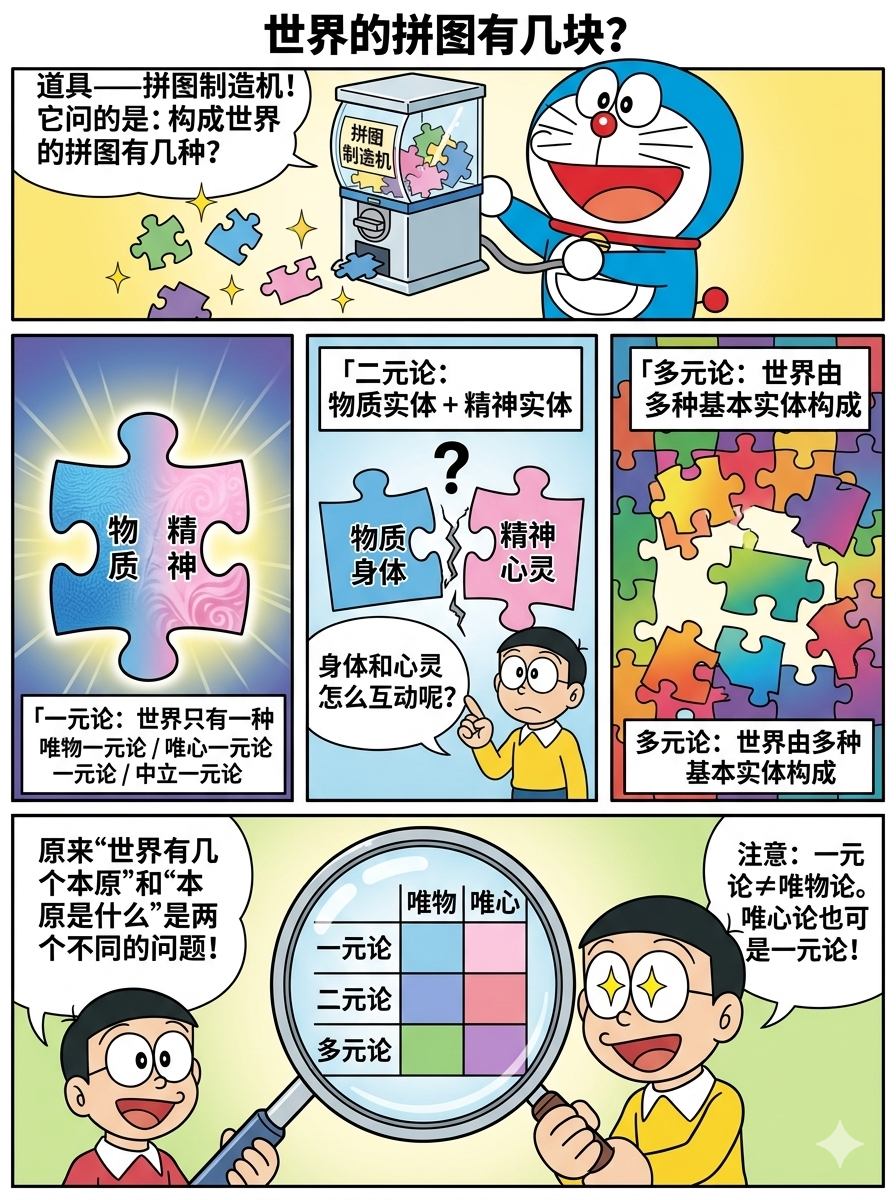 世界的拼图有几块?
道具——拼图制造机!
它问的是：构成世界
的拼图有几种?
拼图
制造机
物 精
质 神
「一元论：世界只有一种
唯物一元论 / 唯心一元论
一元论 / 中立一元论
「二元论：
物质实体 + 精神实体
?
物质
身体
精神
心灵
身体和心灵
怎么互动呢?
「多元论：世界由
多种基本实体构成
多元论：世界由多种
基本实体构成
原来“世界有几
个本原”和“本
原是什么”是两
个不同的问题!
唯物 唯心
一元论
二元论
多元论
注意：一元
论≠唯物论。
唯心论也可
是一元论!